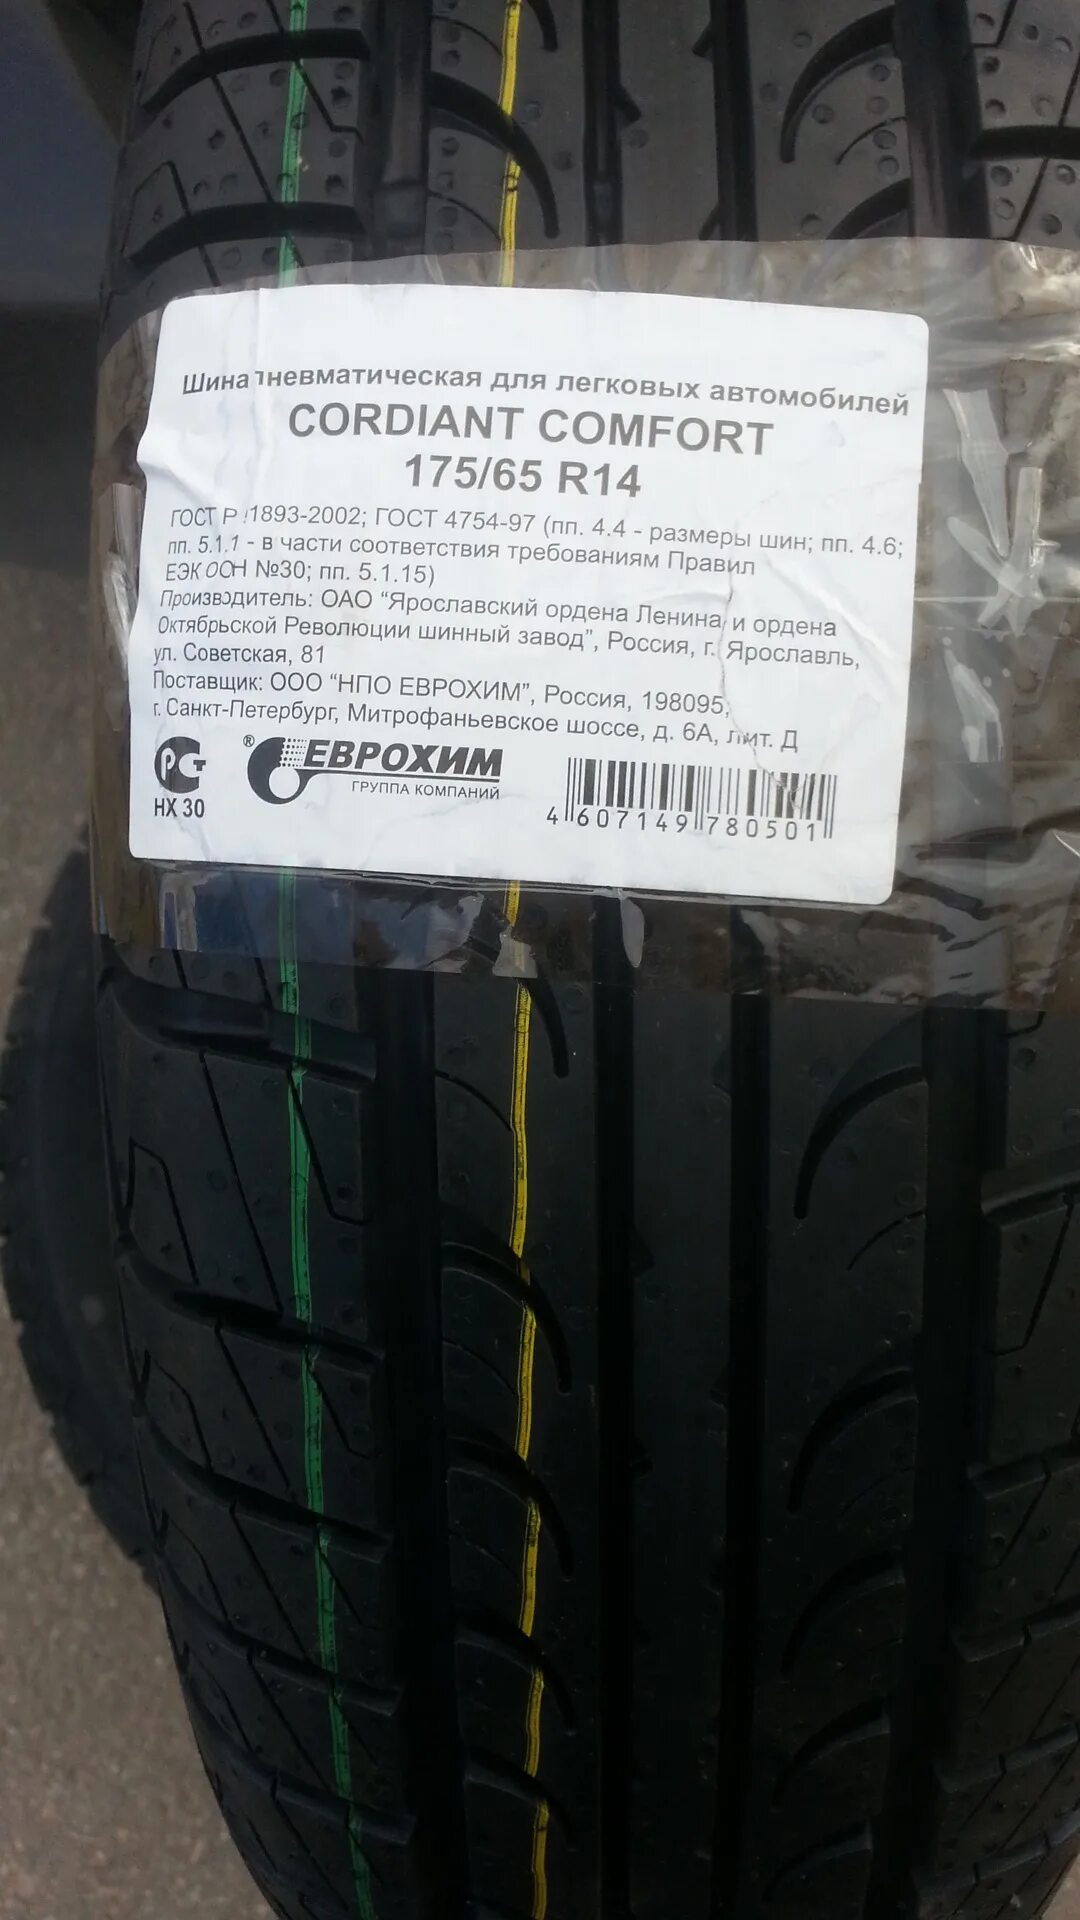 Шина пневматическая для легковых автомобилей
CORDIANT COMFORT
175/65 R14
ГОСТ Р 1893-2002; ГОСТ 4754-97 (пп. 4.4 - размеры шин; пп. 4.6;
пп. 5.1.1 - в части соответствия требованиям Правил
ЕЭК ООН №30; пп. 5.1.15)
Производитель: ОАО "Ярославский ордена Ленина и ордена
Октябрьской Революции шинный завод", Россия, г. Ярославль,
ул. Советская, 81
Поставщик: ООО "НПО ЕВРОХИМ", Россия, 198095,
г. Санкт-Петербург, Митрофаньевское шоссе, д. 6А, лит. Д
РСТ
НХ 30
® ЕВРОХИМ
ГРУППА КОМПАНИЙ
4 607149 780501